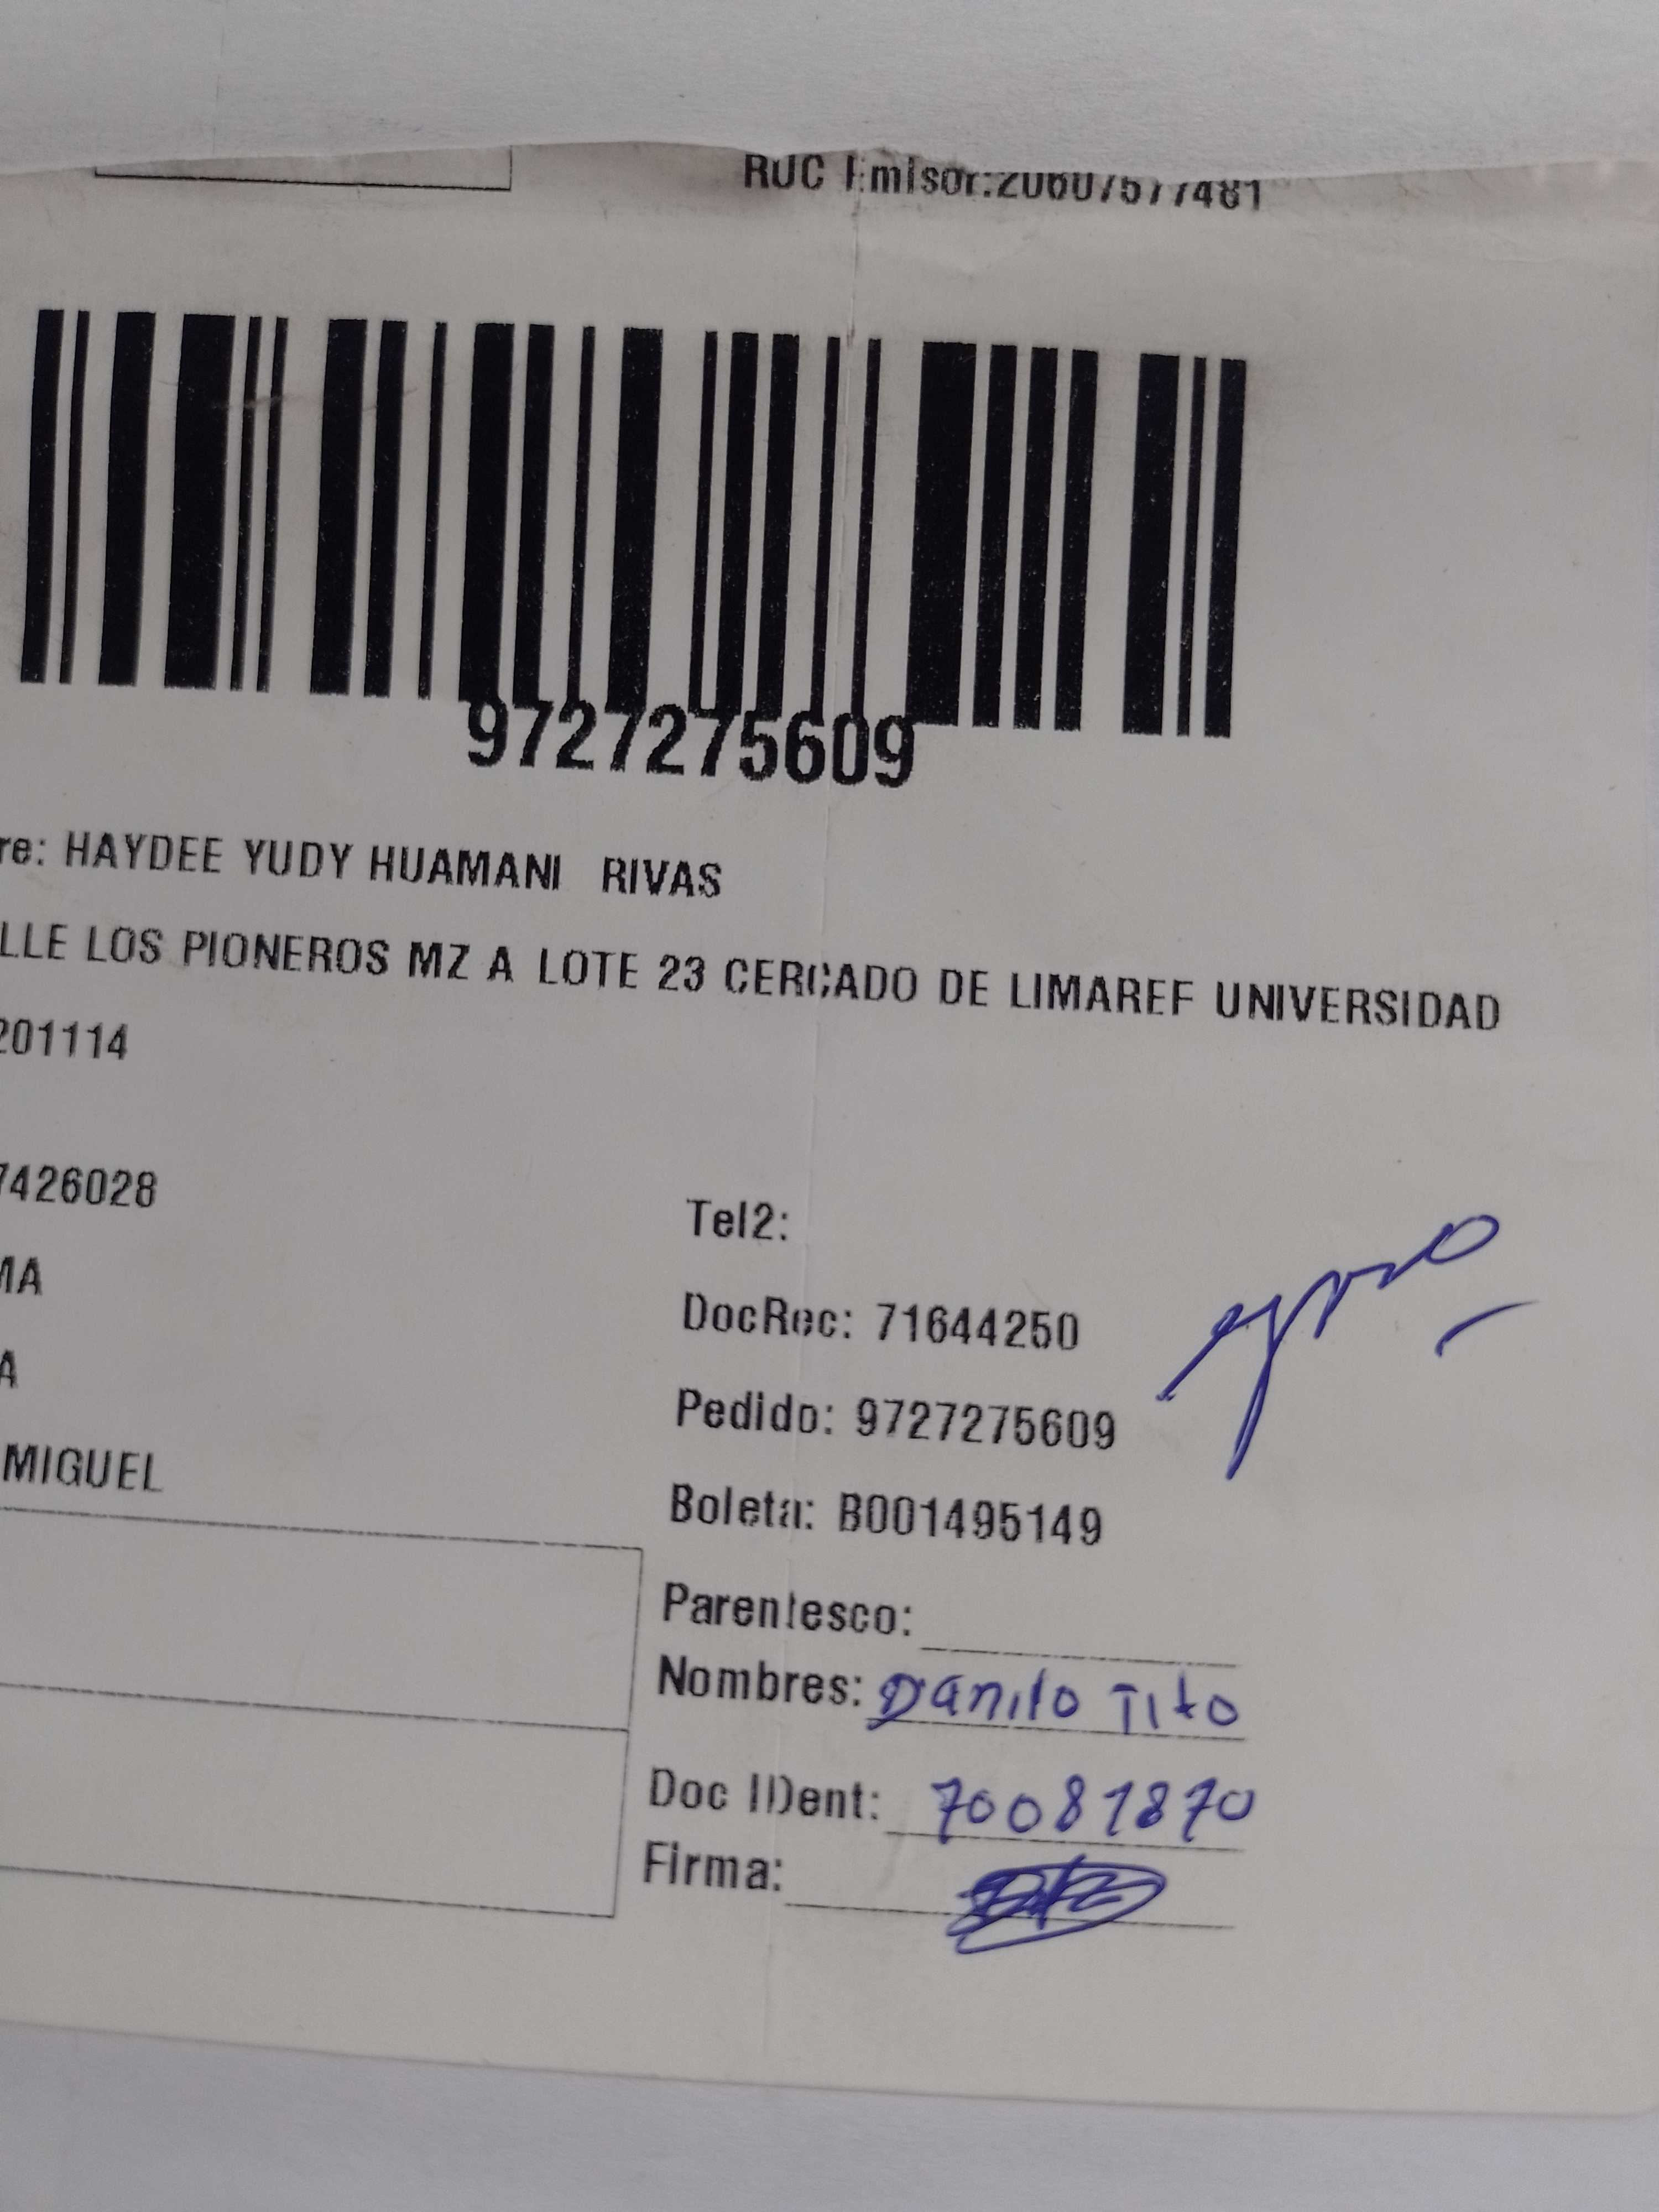 RUC Emisor:20607577481
9727275609
re: HAYDEE YUDY HUAMANI RIVAS
LLE LOS PIONEROS MZ A LOTE 23 CERCADO DE LIMAREF UNIVERSIDAD
201114
7426028
Tel2:
MA
DocRec: 71644250
A
Pedido: 9727275609
MIGUEL
Boleta: B001495149
Parentesco:
Nombres: Danilo Tito
Doc IDent: 70081870
Firma: